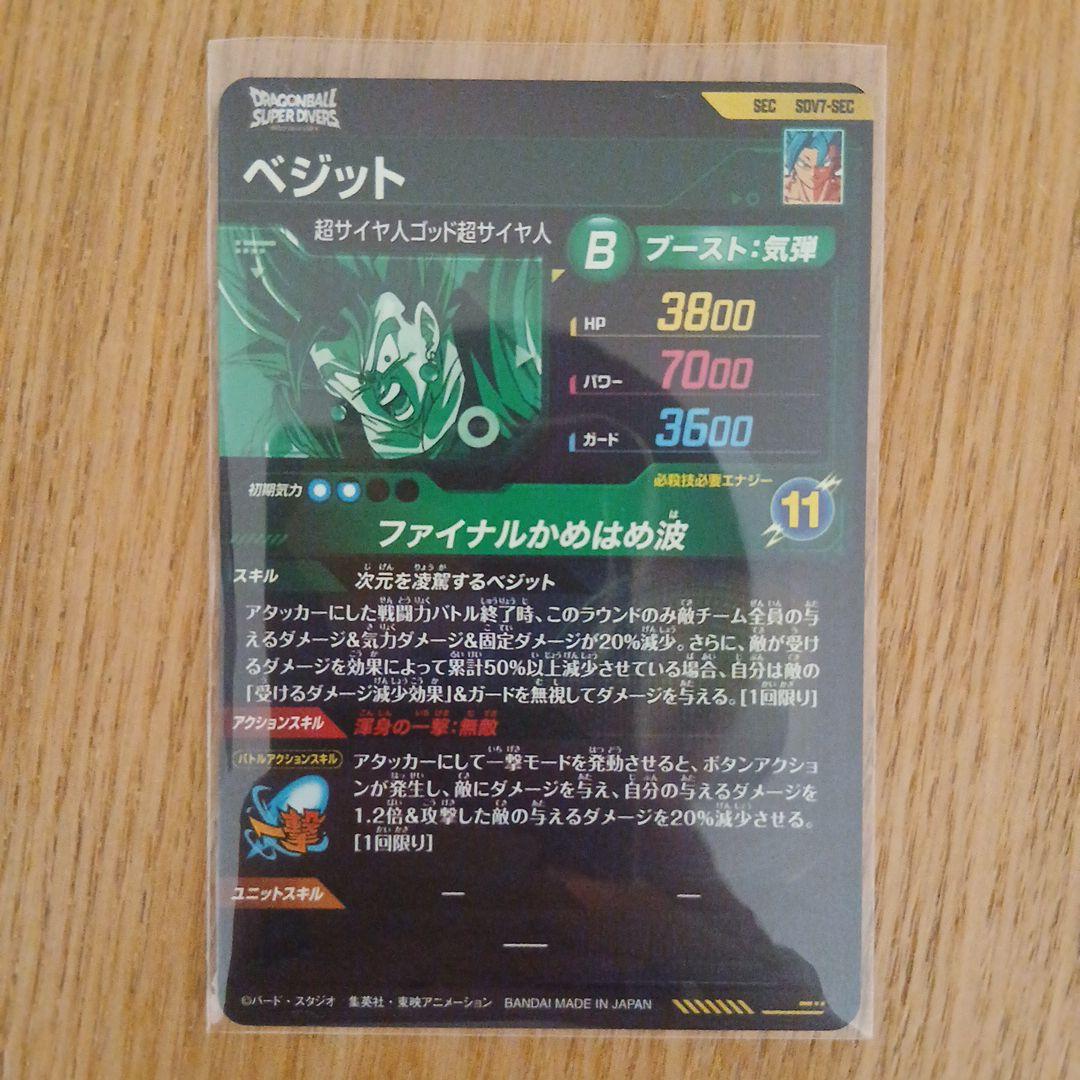 DRAGONBALL
SUPER DIVERS
SEC SDV7-SEC
ベジット
超サイヤ人ゴッド超サイヤ人
B ブースト:気弾
HP 3800
パワー 7000
ガード 3600
初期気力
必殺技必要エナジー
11
ファイナルかめはめ波
スキル 次元を凌駕するベジット
アタッカーにした戦闘力バトル終了時、このラウンドのみ敵チーム全員の与
えるダメージ&気力ダメージ&固定ダメージが20%減少。さらに、敵が受け
るダメージを効果によって累計50%以上減少させている場合、自分は敵の
「受けるダメージ減少効果」&ガードを無視してダメージを与える。[1回限り]
アクションスキル 渾身の一撃:無敵
バトルアクションスキル
アタッカーにして一撃モードを発動させると、ボタンアクショ
ンが発生し、敵にダメージを与え、自分の与えるダメージを
1.2倍&攻撃した敵の与えるダメージを20%減少させる。
[1回限り]
一撃
ユニットスキル ー ー
ー
©バード・スタジオ 集英社・東映アニメーション BANDAI MADE IN JAPAN